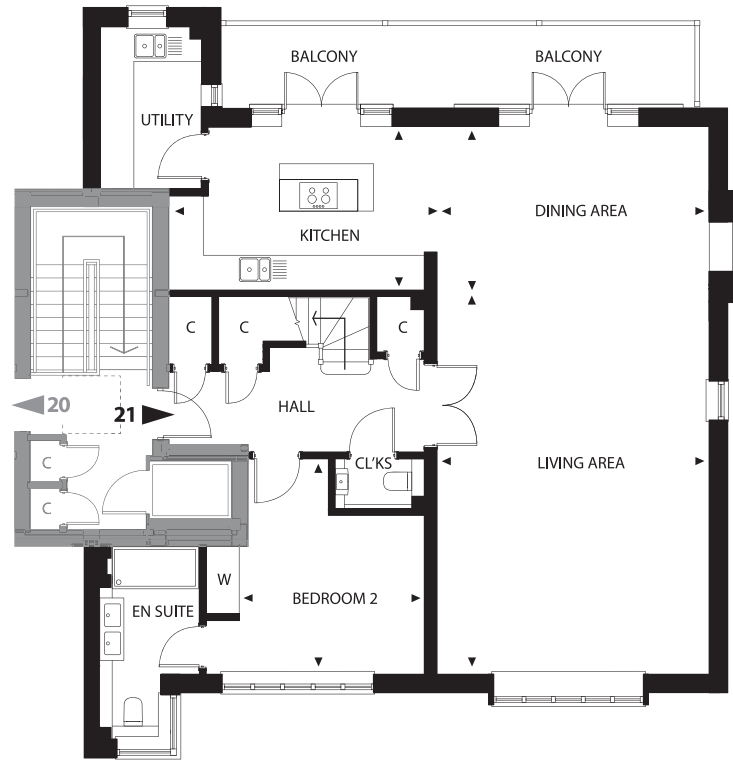 BALCONY
BALCONY
UTILITY
DINING AREA
KITCHEN
C
C
C
20
21
HALL
C
CL'KS
LIVING AREA
C
W
EN SUITE
BEDROOM 2